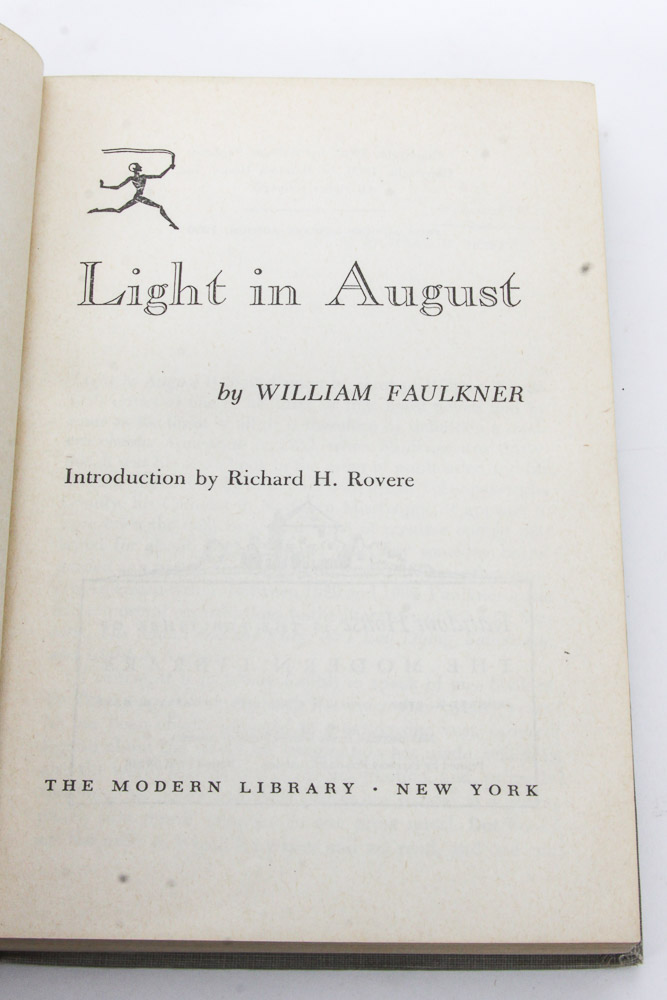 Light in August
by WILLIAM FAULKNER
Introduction by Richard H. Rovere
THE MODERN LIBRARY · NEW YORK